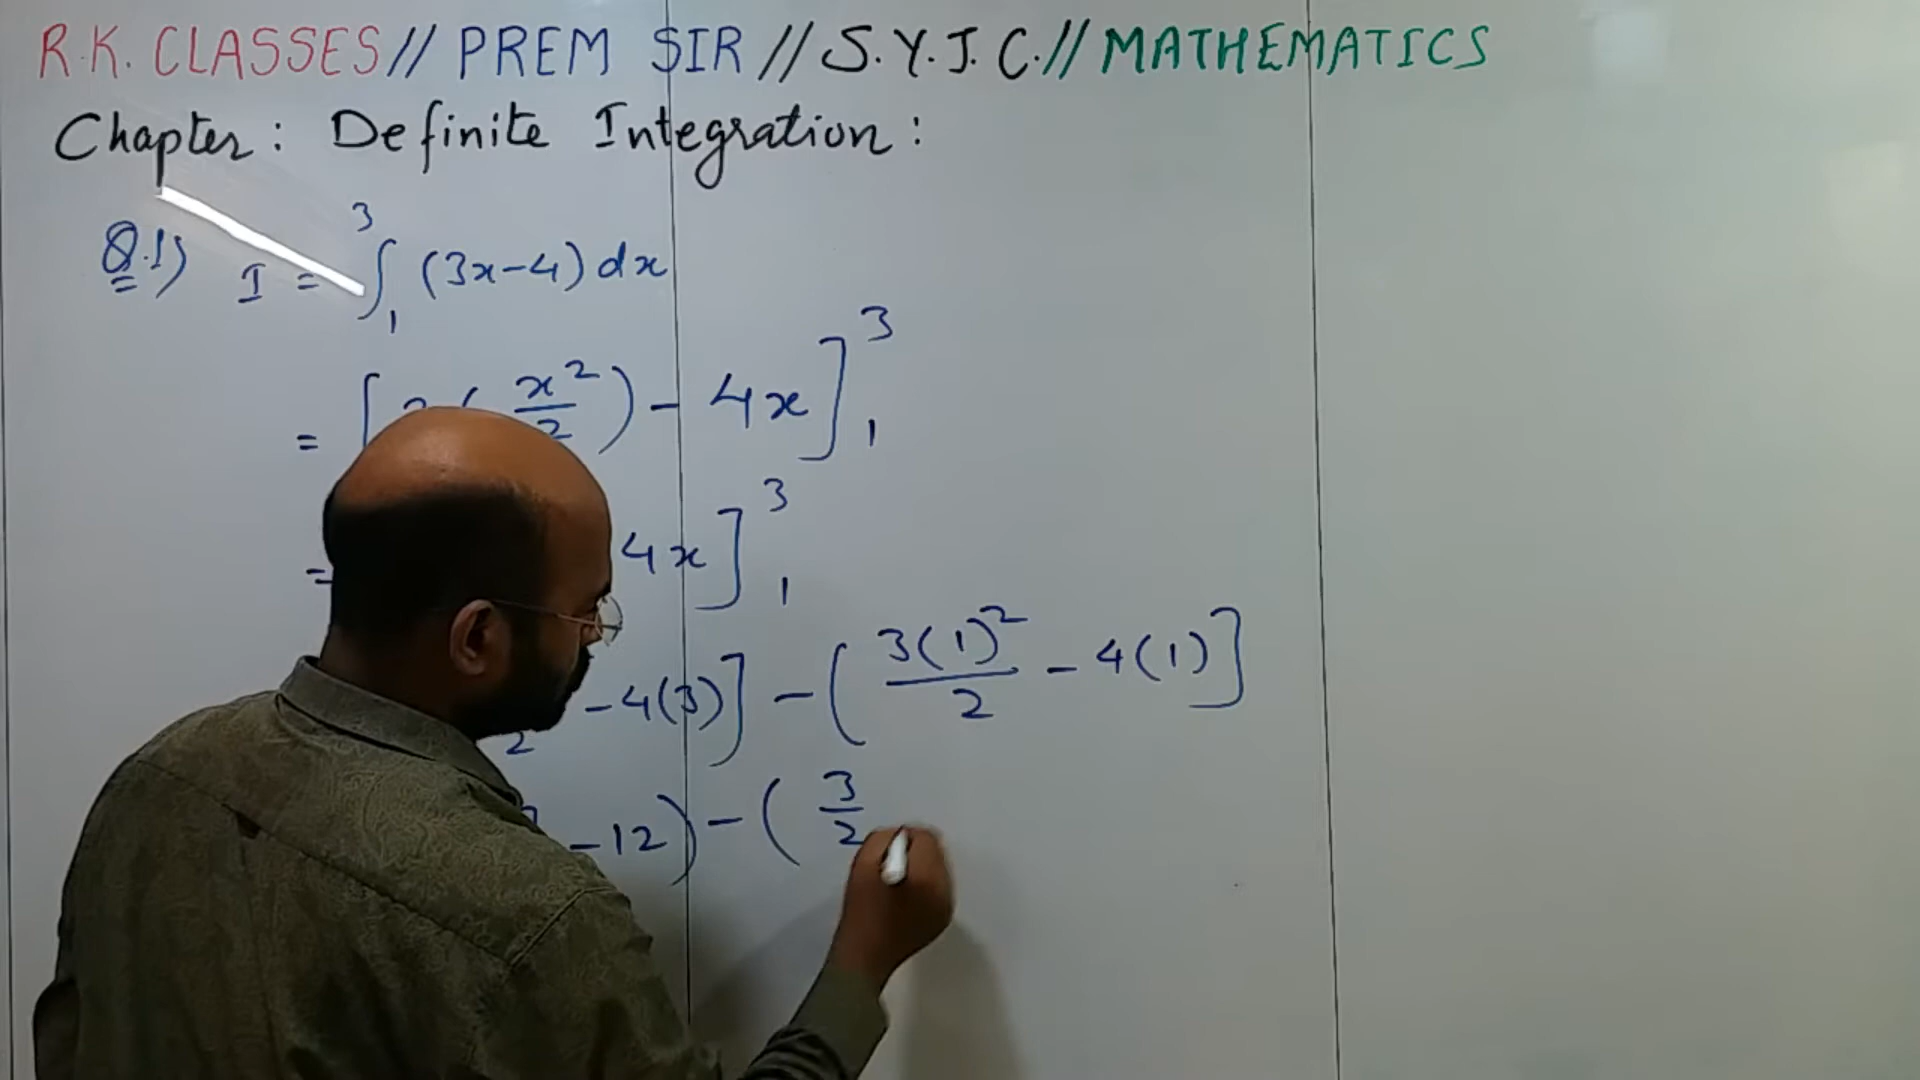 R.K. CLASSES // PREM SIR // S.Y.J.C. // MATHEMATICS
Chapter: Definite Integration:
Q.1) I = ∫₁³ (3x-4) dx
= [ ( x²/2 ) - 4x ]₁³
= 4x ]₁³
2 - 4(3) ] - ( 3(1)²/2 - 4(1) ]
-12 ) - ( 3/2